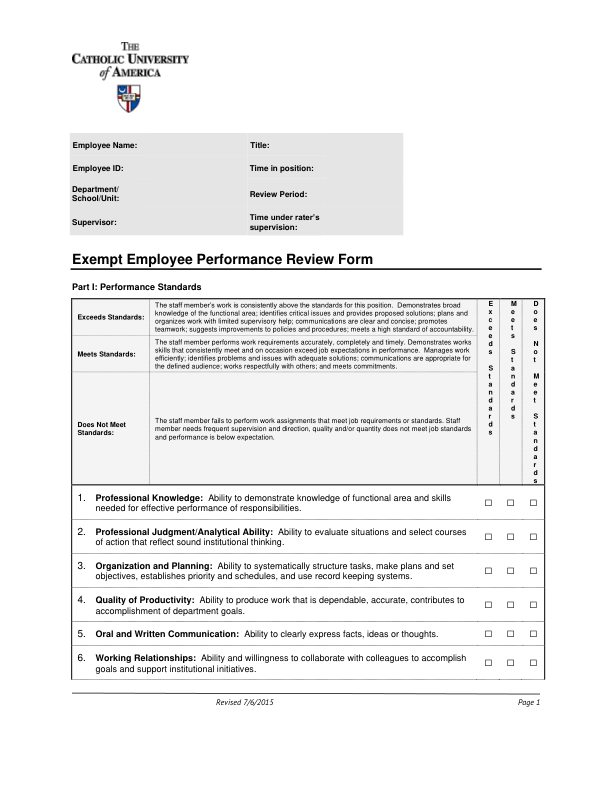 THE
CATHOLIC UNIVERSITY
of AMERICA
Employee Name: Title:
Employee ID: Time in position:
Department/
School/Unit: Review Period:
Supervisor: Time under rater's
supervision:
Exempt Employee Performance Review Form
Part I: Performance Standards
Exceeds Standards:
The staff member's work is consistently above the standards for this position. Demonstrates broad
knowledge of the functional area; identifies critical issues and provides proposed solutions; plans and
organizes work with limited supervisory help; communications are clear and concise; promotes
teamwork; suggests improvements to policies and procedures; meets a high standard of accountability.
Meets Standards:
The staff member performs work requirements accurately, completely and timely. Demonstrates works
skills that consistently meet and on occasion exceed job expectations in performance. Manages work
efficiently; identifies problems and issues with adequate solutions; communications are appropriate for
the defined audience; works respectfully with others; and meets commitments.
Does Not Meet
Standards:
The staff member fails to perform work assignments that meet job requirements or standards. Staff
member needs frequent supervision and direction, quality and/or quantity does not meet job standards
and performance is below expectation.
Exceeds Standards
Meets Standards
Does Not Meet Standards
1. Professional Knowledge: Ability to demonstrate knowledge of functional area and skills
needed for effective performance of responsibilities. ☐ ☐ ☐
2. Professional Judgment/Analytical Ability: Ability to evaluate situations and select courses
of action that reflect sound institutional thinking. ☐ ☐ ☐
3. Organization and Planning: Ability to systematically structure tasks, make plans and set
objectives, establishes priority and schedules, and use record keeping systems. ☐ ☐ ☐
4. Quality of Productivity: Ability to produce work that is dependable, accurate, contributes to
accomplishment of department goals. ☐ ☐ ☐
5. Oral and Written Communication: Ability to clearly express facts, ideas or thoughts. ☐ ☐ ☐
6. Working Relationships: Ability and willingness to collaborate with colleagues to accomplish
goals and support institutional initiatives. ☐ ☐ ☐
Revised 7/6/2015 Page 1